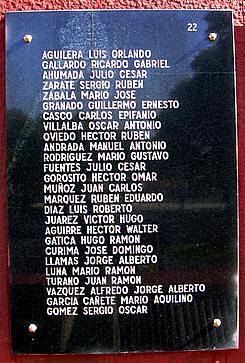 22
AGUILERA LUIS ORLANDO
GALLARDO RICARDO GABRIEL
AHUMADA JULIO CESAR
ZARATE SERGIO RUBEN
ZABALA MARIO JOSE
GRANADO GUILLERMO ERNESTO
CASCO CARLOS EPIFANIO
VILLALBA OSCAR ANTONIO
OVIEDO HECTOR RUBEN
ANDRADA MANUEL ANTONIO
RODRIGUEZ MARIO GUSTAVO
FUENTES JULIO CESAR
GOROSITO HECTOR OMAR
MUÑOZ JUAN CARLOS
MARQUEZ RUBEN EDUARDO
DIAZ LUIS ROBERTO
JUAREZ VICTOR HUGO
AGUIRRE HECTOR WALTER
GATICA HUGO RAMON
CURIMA JOSE DOMINGO
LLAMAS JORGE ALBERTO
LUNA MARIO RAMON
TURANO JUAN RAMON
VAZQUEZ ALFREDO JORGE ALBERTO
GARCIA CAÑETE MARIO AQUILINO
GOMEZ SERGIO OSCAR